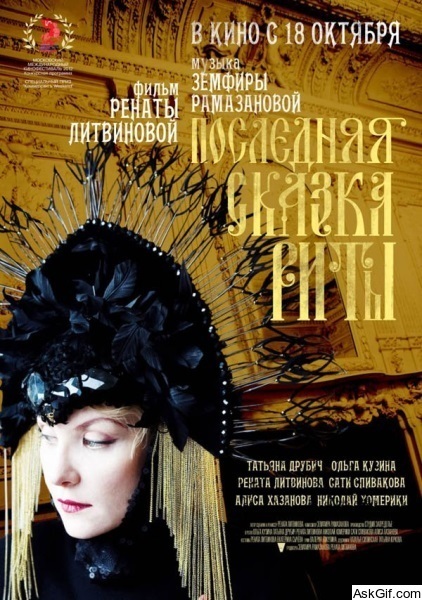 В КИНО С 18 ОКТЯБРЯ
МУЗЫКА
ЗЕМФИРЫ
РАМАЗАНОВОЙ
ФИЛЬМ
РЕНАТЫ
ЛИТВИНОВОЙ
ПОСЛЕДНЯЯ
СКАЗКА
РИТЫ
ТАТЬЯНА ДРУБИЧ ОЛЬГА КУЗИНА
РЕНАТА ЛИТВИНОВА САТИ СПИВАКОВА
АЛИСА ХАЗАНОВА НИКОЛАЙ ХОМЕРИКИ
AskGif.com